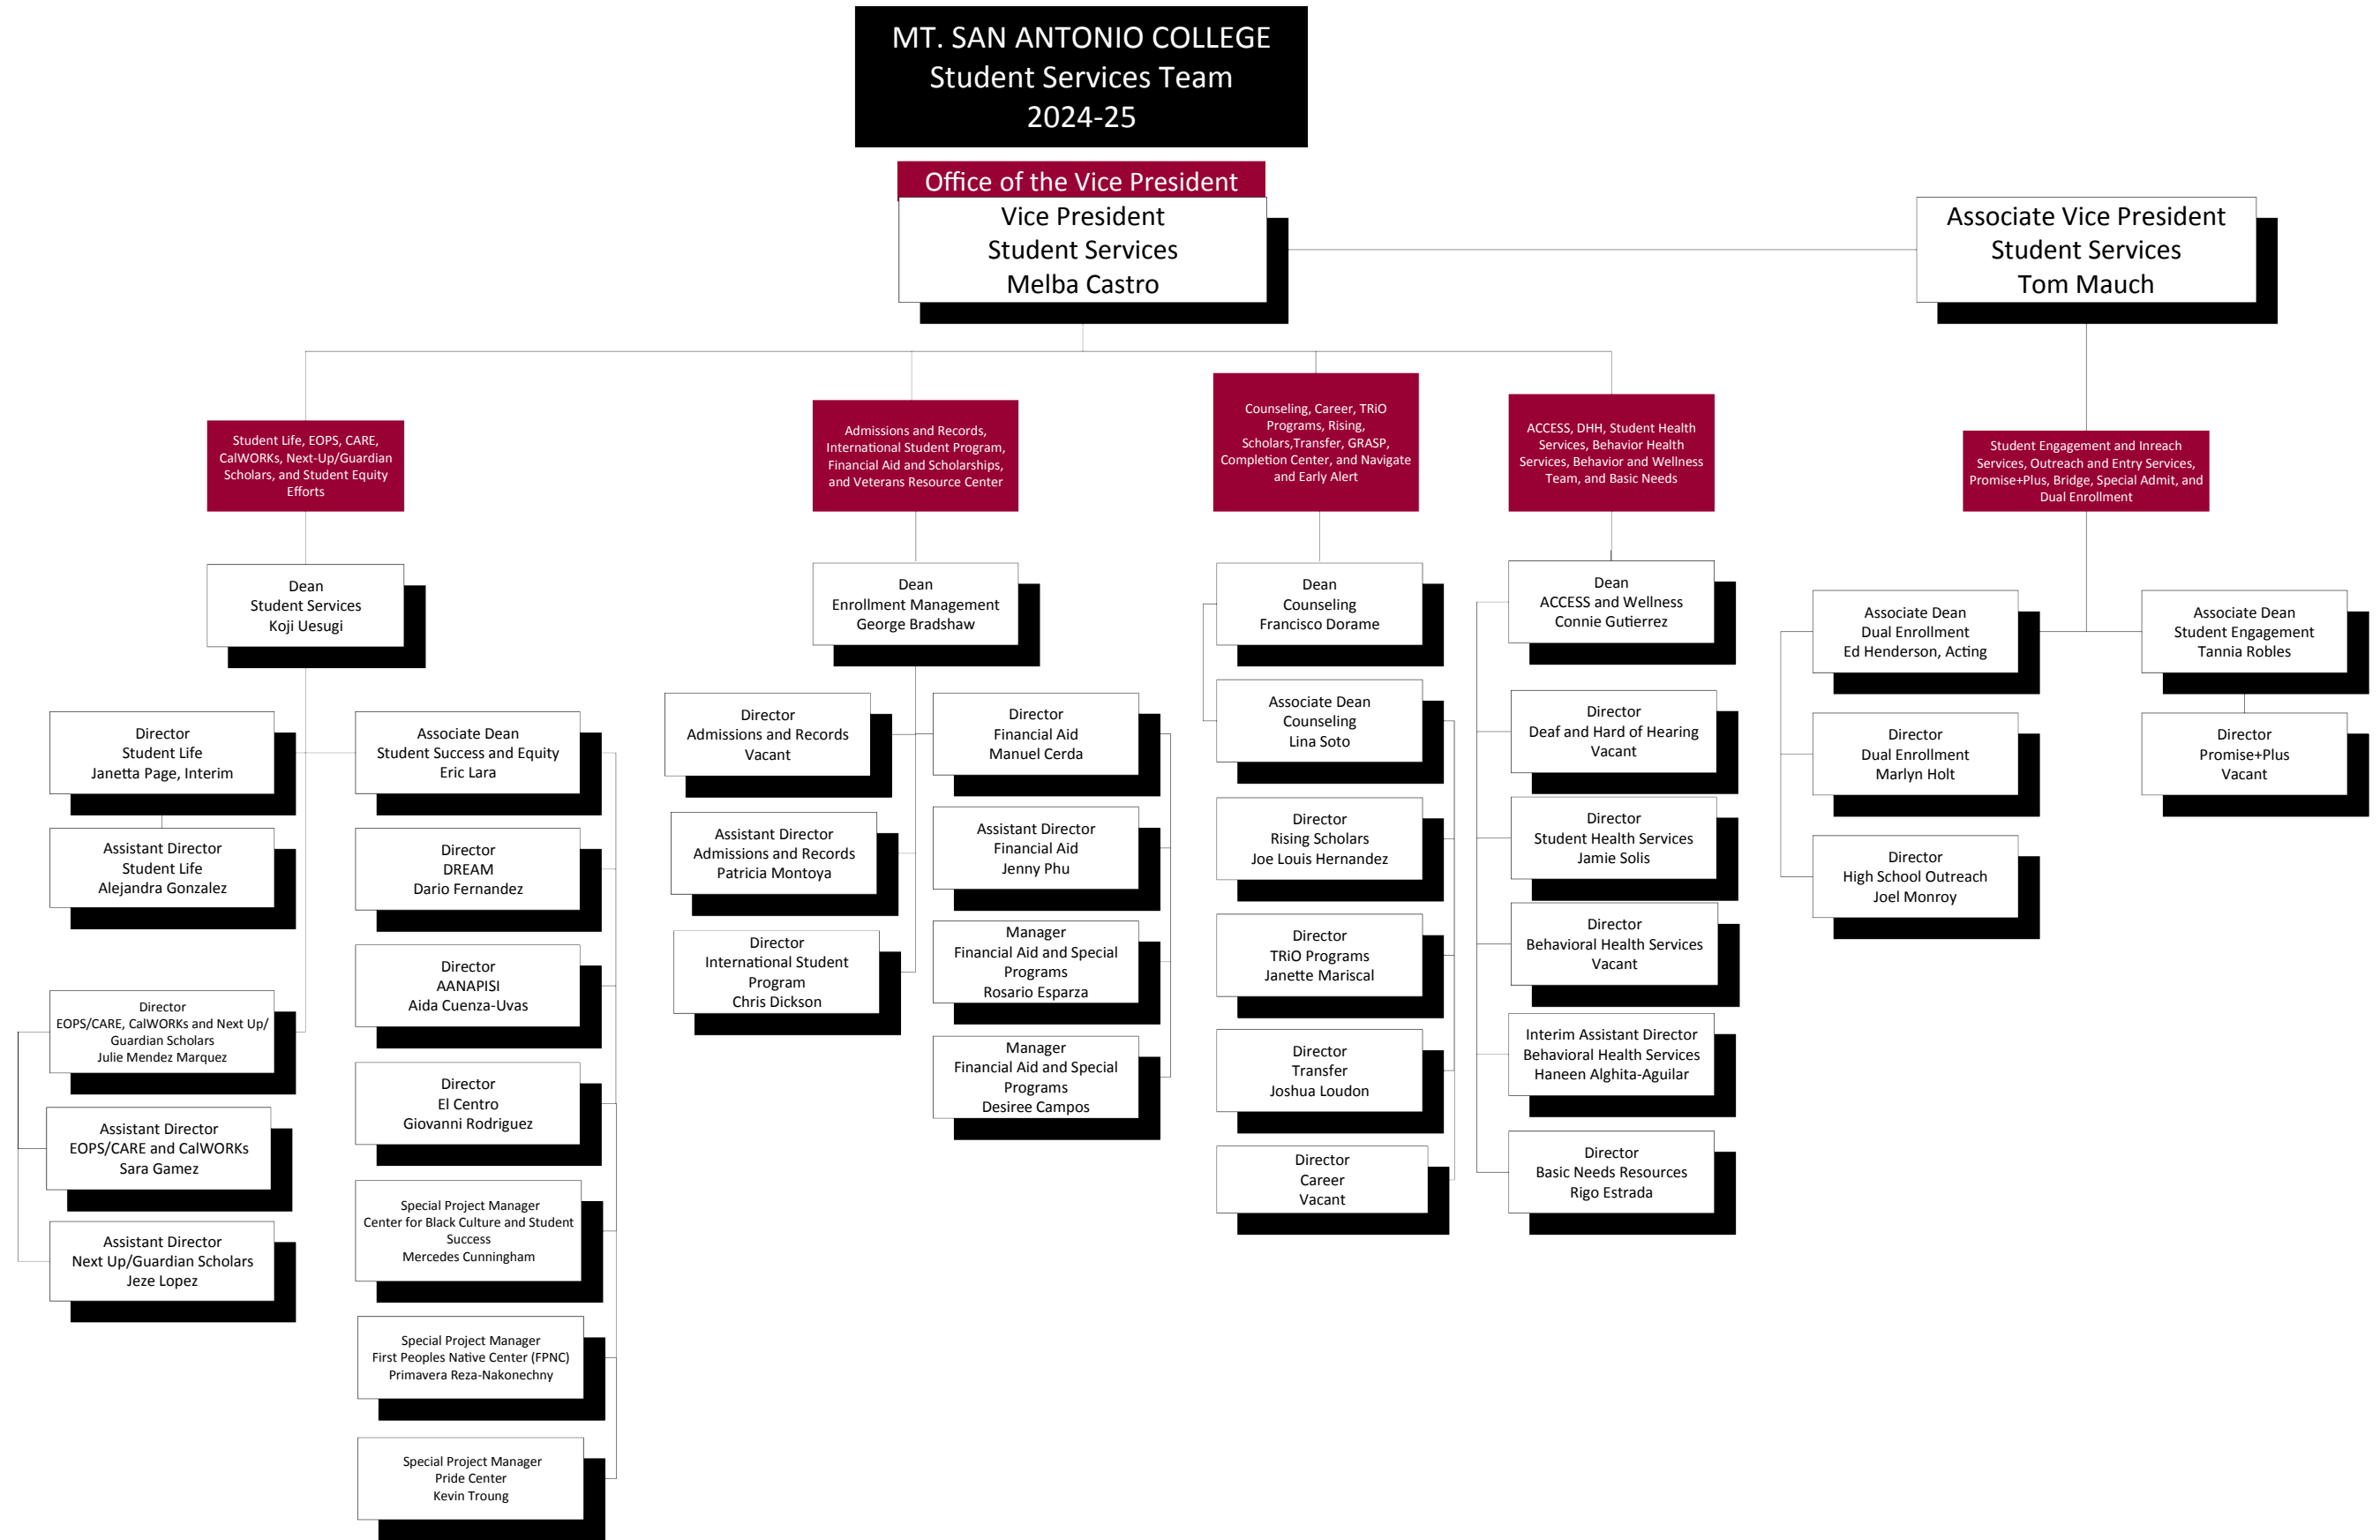 MT. SAN ANTONIO COLLEGE
Student Services Team
2024-25
Office of the Vice President
Vice President
Student Services
Melba Castro
Associate Vice President
Student Services
Tom Mauch
Student Life, EOPS, CARE,
CalWORKs, Next-Up/Guardian
Scholars, and Student Equity
Efforts
Dean
Student Services
Koji Uesugi
Director
Student Life
Janetta Page, Interim
Assistant Director
Student Life
Alejandra Gonzalez
Director
EOPS/CARE, CalWORKs and Next Up/
Guardian Scholars
Julie Mendez Marquez
Assistant Director
EOPS/CARE and CalWORKs
Sara Gamez
Assistant Director
Next Up/Guardian Scholars
Jeze Lopez
Associate Dean
Student Success and Equity
Eric Lara
Director
DREAM
Dario Fernandez
Director
AANAPISI
Aida Cuenza-Uvas
Director
El Centro
Giovanni Rodriguez
Special Project Manager
Center for Black Culture and Student
Success
Mercedes Cunningham
Special Project Manager
First Peoples Native Center (FPNC)
Primavera Reza-Nakonechny
Special Project Manager
Pride Center
Kevin Troung
Admissions and Records,
International Student Program,
Financial Aid and Scholarships,
and Veterans Resource Center
Dean
Enrollment Management
George Bradshaw
Director
Admissions and Records
Vacant
Assistant Director
Admissions and Records
Patricia Montoya
Director
International Student
Program
Chris Dickson
Director
Financial Aid
Manuel Cerda
Assistant Director
Financial Aid
Jenny Phu
Manager
Financial Aid and Special
Programs
Rosario Esparza
Manager
Financial Aid and Special
Programs
Desiree Campos
Counseling, Career, TRiO
Programs, Rising,
Scholars,Transfer, GRASP,
Completion Center, and Navigate
and Early Alert
Dean
Counseling
Francisco Dorame
Associate Dean
Counseling
Lina Soto
Director
Rising Scholars
Joe Louis Hernandez
Director
TRiO Programs
Janette Mariscal
Director
Transfer
Joshua Loudon
Director
Career
Vacant
ACCESS, DHH, Student Health
Services, Behavior Health
Services, Behavior and Wellness
Team, and Basic Needs
Dean
ACCESS and Wellness
Connie Gutierrez
Director
Deaf and Hard of Hearing
Vacant
Director
Student Health Services
Jamie Solis
Director
Behavioral Health Services
Vacant
Interim Assistant Director
Behavioral Health Services
Haneen Alghita-Aguilar
Director
Basic Needs Resources
Rigo Estrada
Student Engagement and Inreach
Services, Outreach and Entry Services,
Promise+Plus, Bridge, Special Admit, and
Dual Enrollment
Associate Dean
Dual Enrollment
Ed Henderson, Acting
Director
Dual Enrollment
Marlyn Holt
Director
High School Outreach
Joel Monroy
Associate Dean
Student Engagement
Tannia Robles
Director
Promise+Plus
Vacant